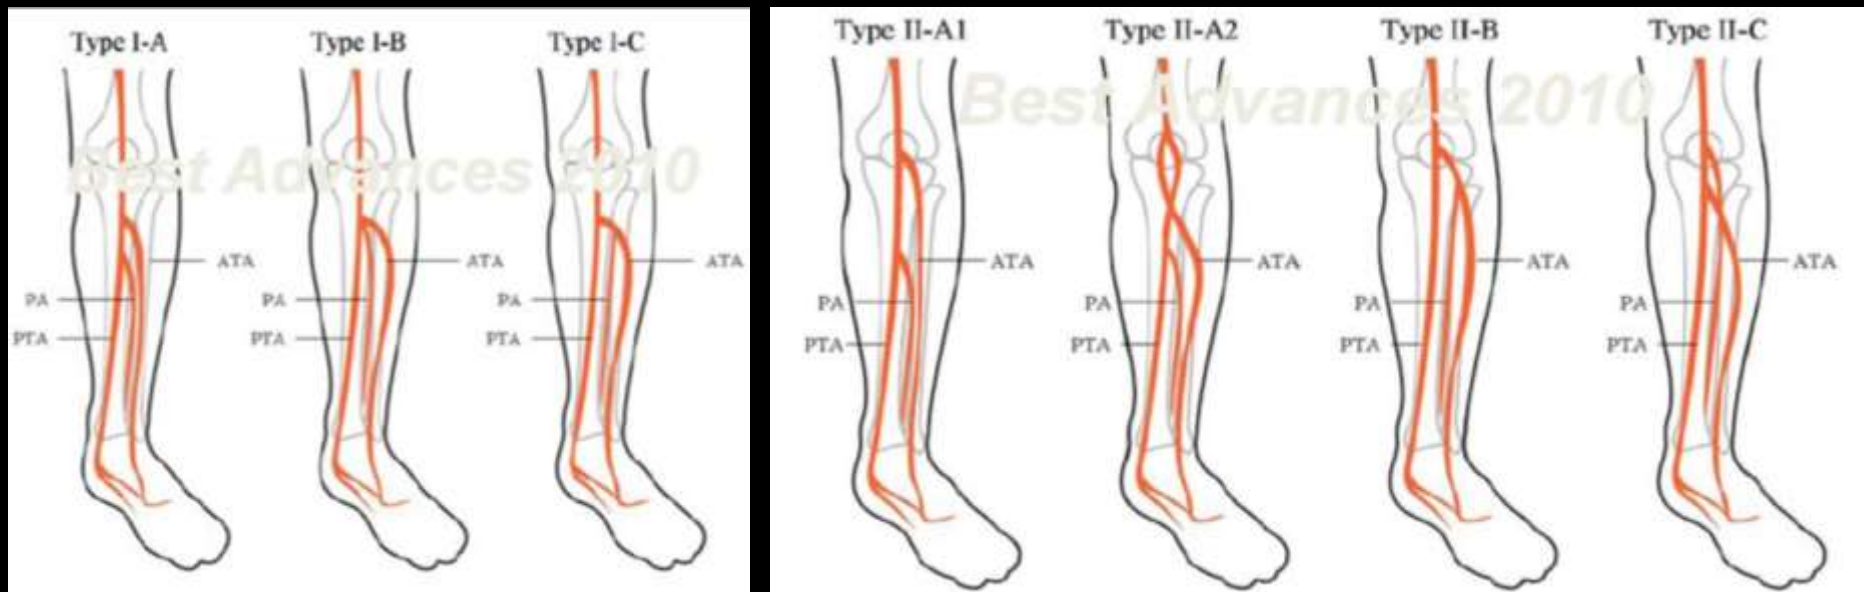 Type I-A
Type I-B
Type I-C
Best Advances 2010
ATA
ATA
ATA
PA
PA
PA
PTA
PTA
PTA
Type II-A1
Type II-A2
Type II-B
Type II-C
Best Advances 2010
ATA
ATA
ATA
ATA
PA
PA
PA
PA
PTA
PTA
PTA
PTA